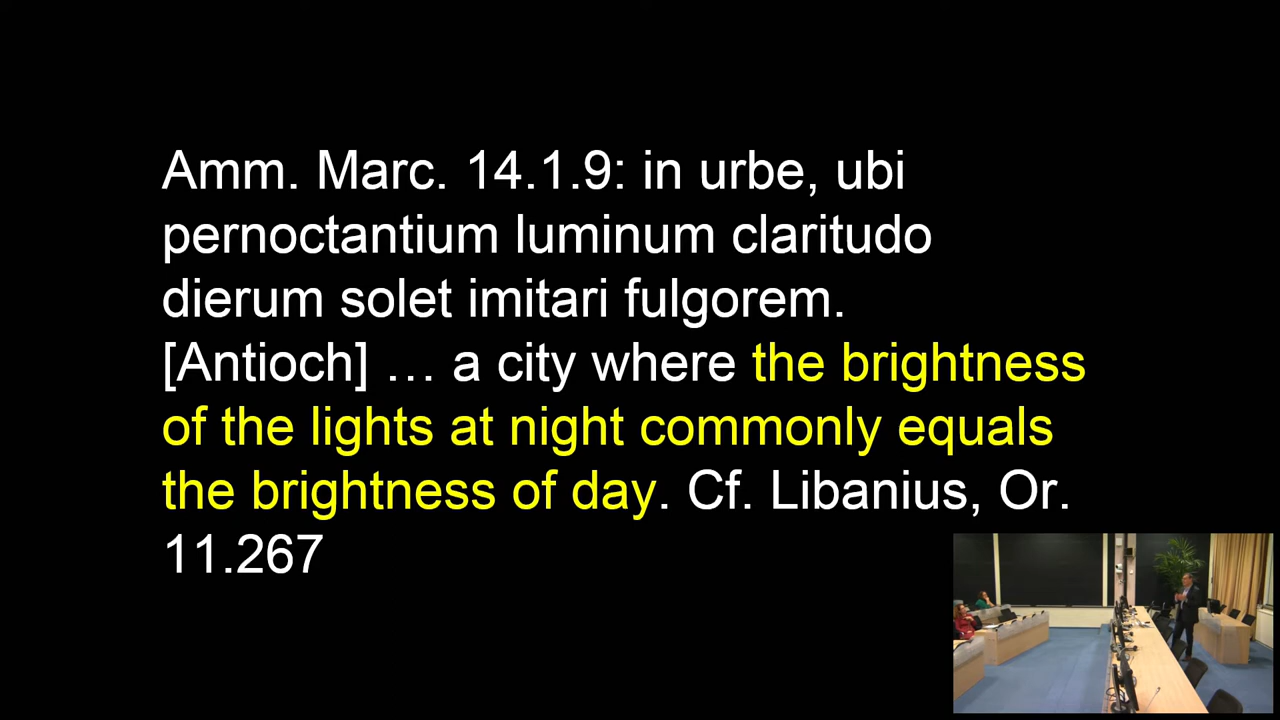 Amm. Marc. 14.1.9: in urbe, ubi
pernoctantium luminum claritudo
dierum solet imitari fulgorem.
[Antioch] … a city where the brightness
of the lights at night commonly equals
the brightness of day. Cf. Libanius, Or.
11.267